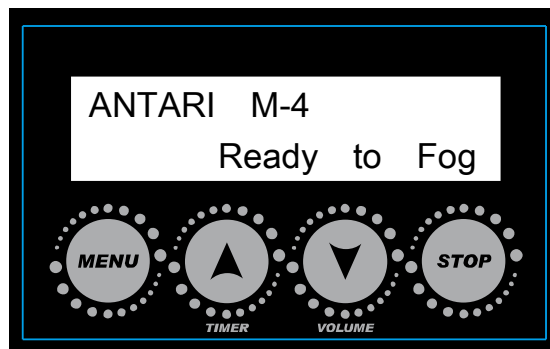 ANTARI M-4
Ready to Fog
MENU
STOP
TIMER
VOLUME